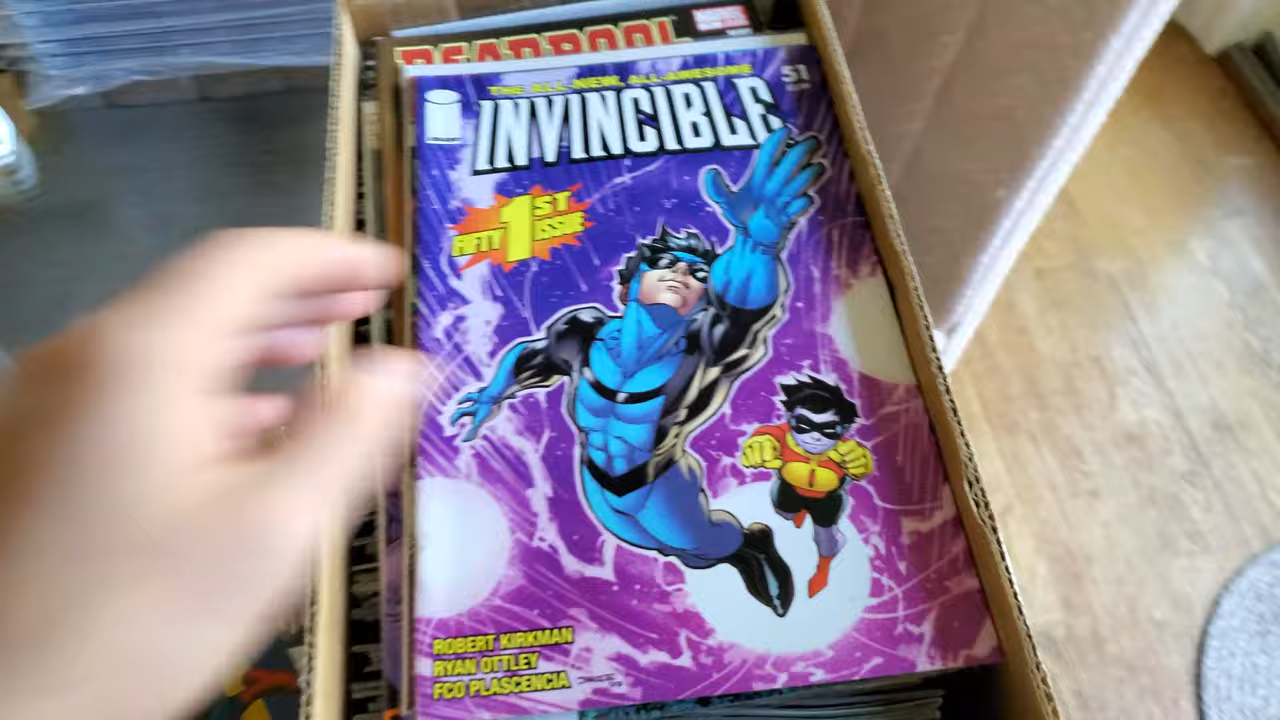 DEADPOOL
THE ALL-NEW, ALL-AWESOME
INVINCIBLE
51
FIFTY 1ST ISSUE
ROBERT KIRKMAN
RYAN OTTLEY
FCO PLASCENCIA